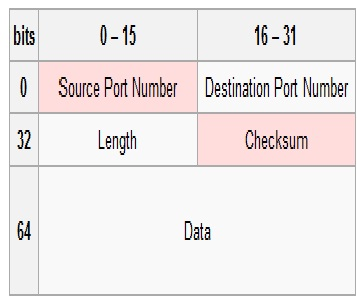 bits 0 – 15 16 – 31
0 Source Port Number Destination Port Number
32 Length Checksum
64 Data